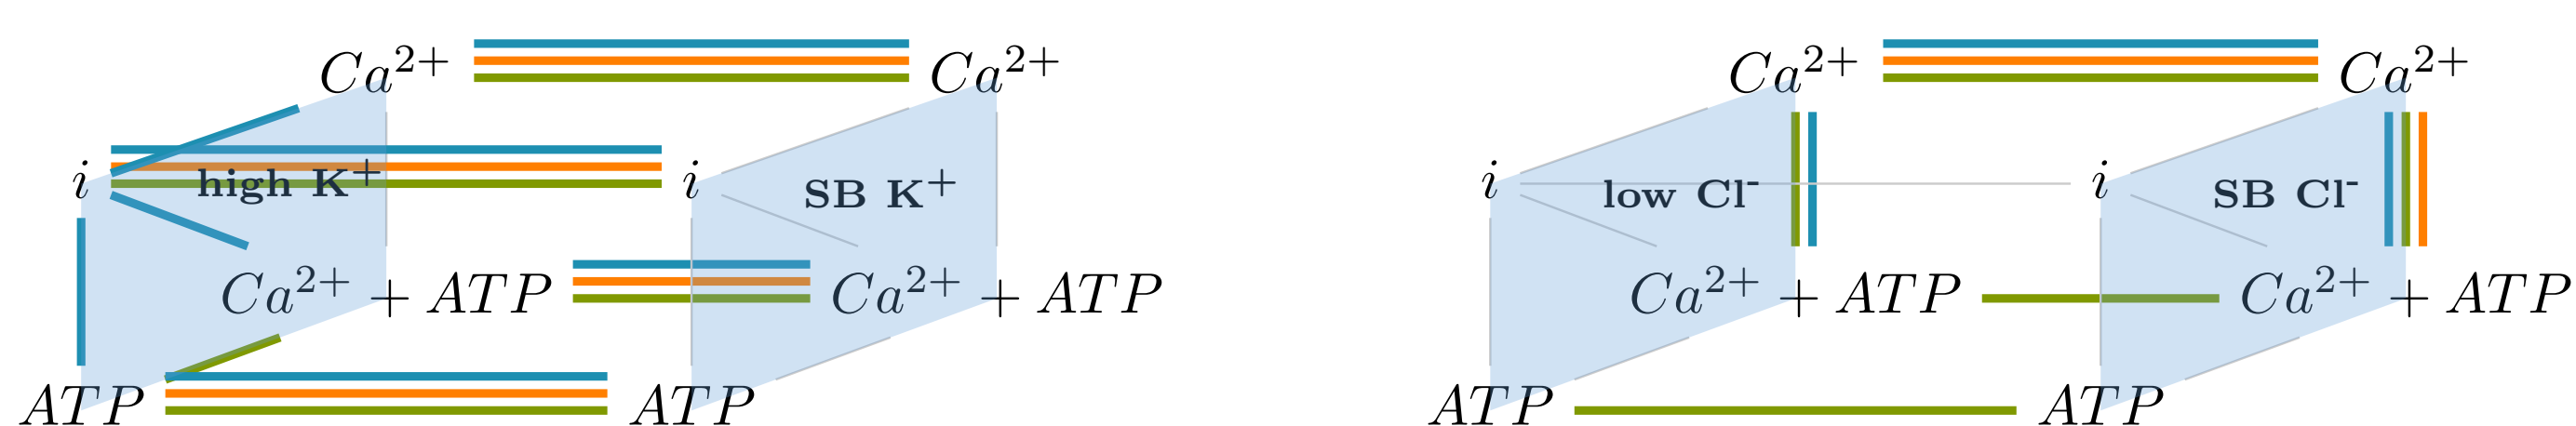 Ca²⁺ Ca²⁺ Ca²⁺ Ca²⁺
i high K⁺ i SB K⁺ i low Cl⁻ i SB Cl⁻
Ca²⁺ + ATP Ca²⁺ + ATP Ca²⁺ + ATP Ca²⁺ + ATP
ATP ATP ATP ATP